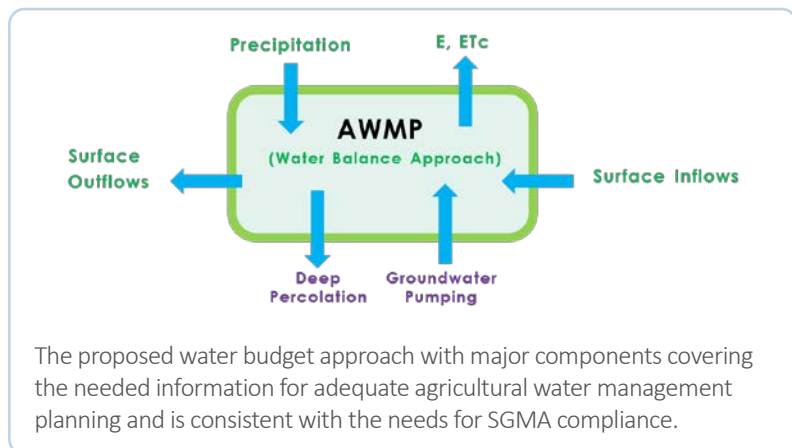 Precipitation
E, ETc
AWMP
(Water Balance Approach)
Surface
Outflows
Surface Inflows
Deep
Percolation
Groundwater
Pumping
The proposed water budget approach with major components covering
the needed information for adequate agricultural water management
planning and is consistent with the needs for SGMA compliance.